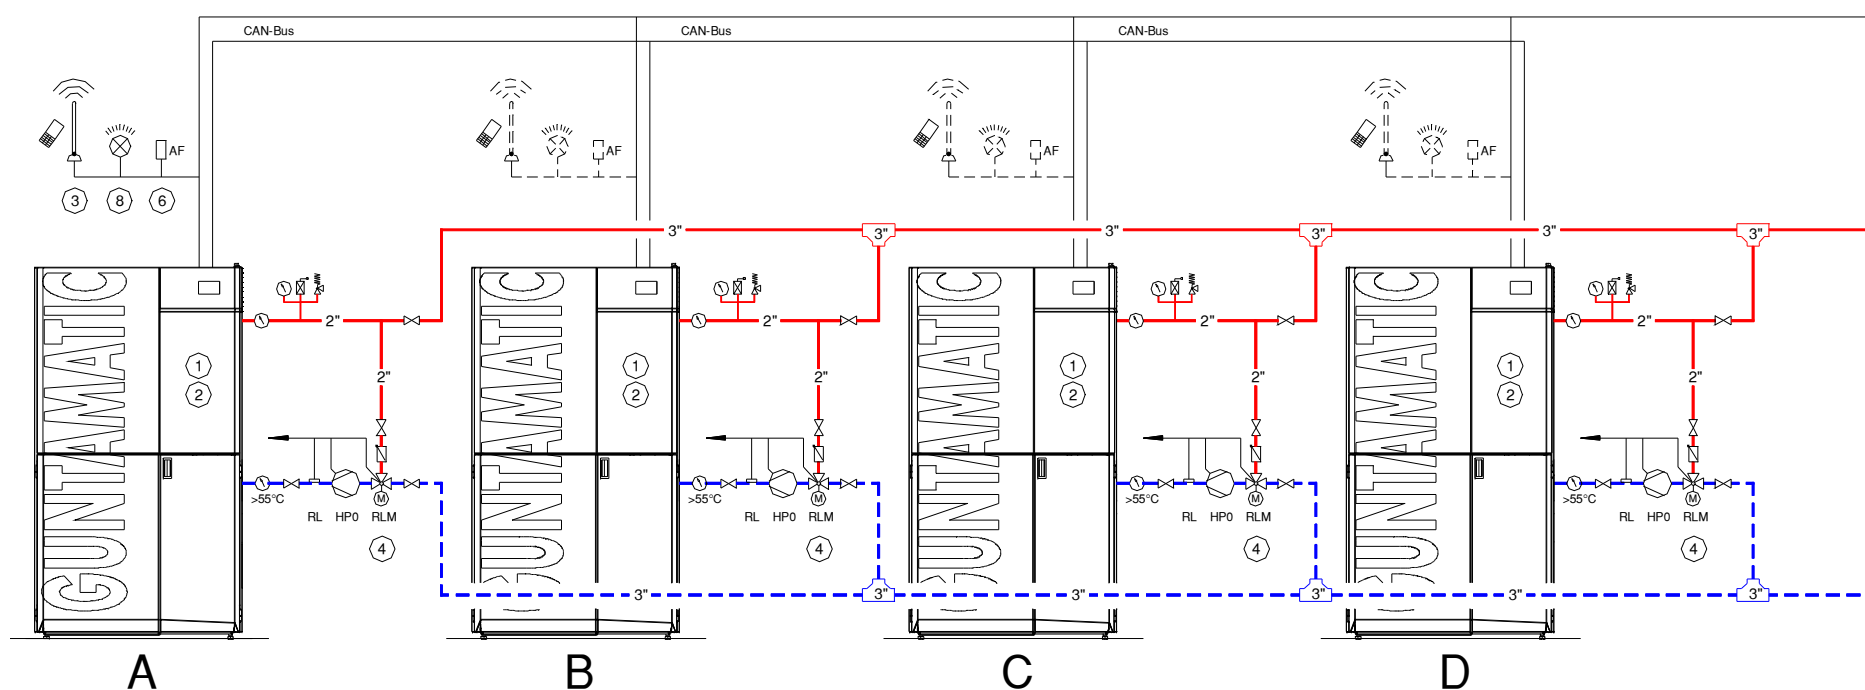 CAN-Bus CAN-Bus CAN-Bus
AF AF AF AF
3 8 6
3" 3" 3" 3" 3" 3"
2" 2" 2" 2"
1 1 1 1
2" 2" 2" 2"
2 2 2 2
GUNTAMATIC GUNTAMATIC GUNTAMATIC GUNTAMATIC
>55°C >55°C >55°C >55°C
M M M M
RL HP0 RLM RL HP0 RLM RL HP0 RLM RL HP0 RLM
4 4 4 4
3" 3" 3" 3" 3" 3"
A B C D